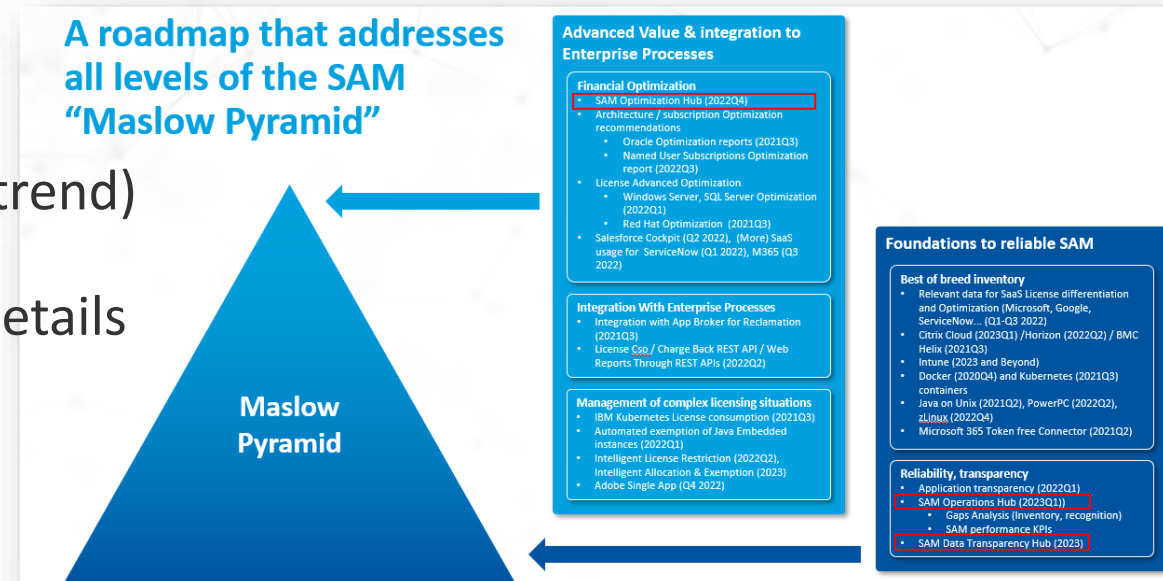 A roadmap that addresses
all levels of the SAM
“Maslow Pyramid”
trend)
etails
Maslow
Pyramid
Advanced Value & integration to
Enterprise Processes
Financial Optimization
• SAM Optimization Hub (2022Q4)
• Architecture / subscription Optimization
recommendations
• Oracle Optimization reports (2021Q3)
• Named User Subscriptions Optimization
report (2022Q3)
• License Advanced Optimization
• Windows Server, SQL Server Optimization
(2022Q1)
• Red Hat Optimization (2021Q3)
• Salesforce Cockpit (Q2 2022), (More) SaaS
usage for ServiceNow (Q1 2022), M365 (Q3
2022)
Integration With Enterprise Processes
• Integration with App Broker for Reclamation
(2021Q3)
• License Cso / Charge Back REST API / Web
Reports Through REST APIs (2022Q2)
Management of complex licensing situations
• IBM Kubernetes License consumption (2021Q3)
• Automated exemption of Java Embedded
instances (2022Q1)
• Intelligent License Restriction (2022Q2),
Intelligent Allocation & Exemption (2023)
• Adobe Single App (Q4 2022)
Foundations to reliable SAM
Best of breed inventory
• Relevant data for SaaS License differentiation
and Optimization (Microsoft, Google,
ServiceNow... (Q1-Q3 2022)
• Citrix Cloud (2023Q1) /Horizon (2022Q2) / BMC
Helix (2021Q3)
• Intune (2023 and Beyond)
• Docker (2020Q4) and Kubernetes (2021Q3)
containers
• Java on Unix (2021Q2), PowerPC (2022Q2),
zLinux (2022Q4)
• Microsoft 365 Token free Connector (2021Q2)
Reliability, transparency
• Application transparency (2022Q1)
• SAM Operations Hub (2023Q1))
• Gaps Analysis (Inventory, recognition)
• SAM performance KPIs
• SAM Data Transparency Hub (2023)